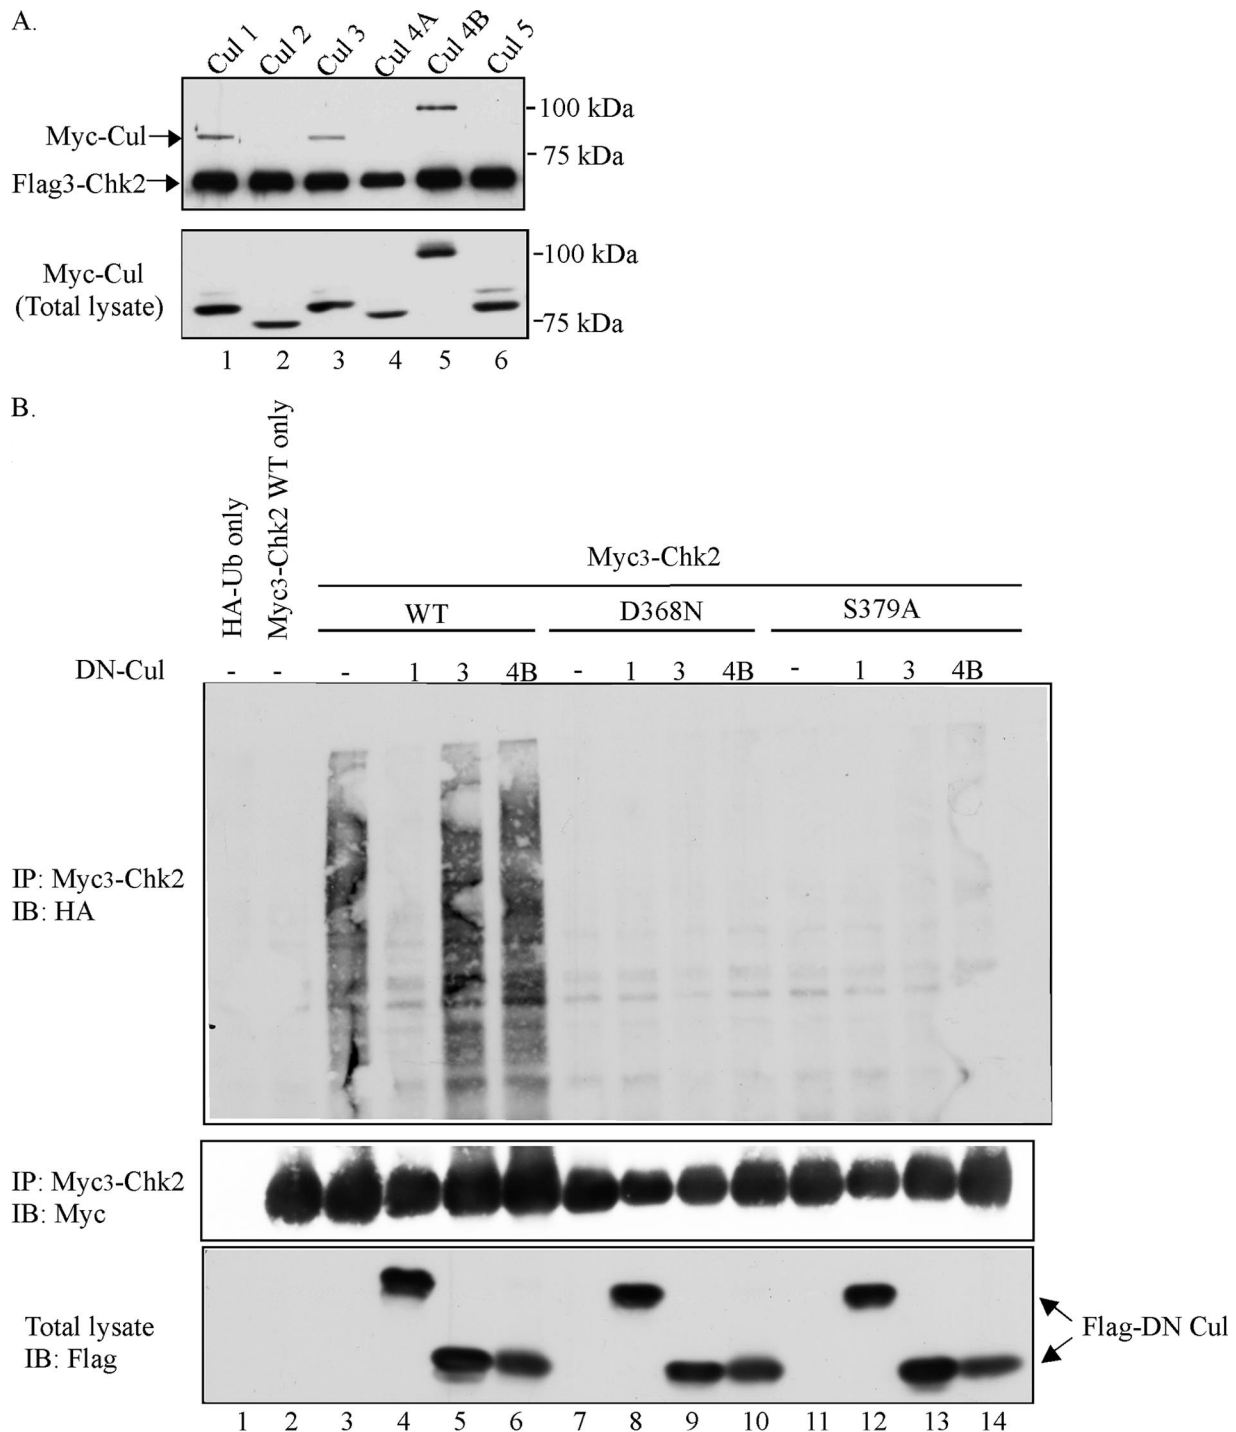 A.
Cul 1 Cul 2 Cul 3 Cul 4A Cul 4B Cul 5
100 kDa
Myc-Cul
75 kDa
Flag3-Chk2
100 kDa
Myc-Cul
(Total lysate)
75 kDa
1 2 3 4 5 6
B.
HA-Ub only
Myc3-Chk2 WT only
Myc3-Chk2
WT D368N S379A
DN-Cul - - - 1 3 4B - 1 3 4B - 1 3 4B
IP: Myc3-Chk2
IB: HA
IP: Myc3-Chk2
IB: Myc
Total lysate
IB: Flag
Flag-DN Cul
1 2 3 4 5 6 7 8 9 10 11 12 13 14